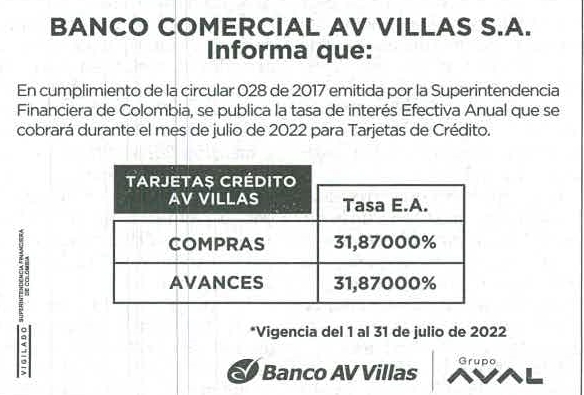 BANCO COMERCIAL AV VILLAS S.A.
Informa que:
En cumplimiento de la circular 028 de 2017 emitida por la Superintendencia
Financiera de Colombia, se publica la tasa de interés Efectiva Anual que se
cobrará durante el mes de julio de 2022 para Tarjetas de Crédito.
TARJETAS CRÉDITO
AV VILLAS
Tasa E.A.
COMPRAS 31,87000%
AVANCES 31,87000%
*Vigencia del 1 al 31 de julio de 2022
VIGILADO SUPERINTENDENCIA FINANCIERA
DE COLOMBIA
Banco AV Villas
Grupo
AVAL